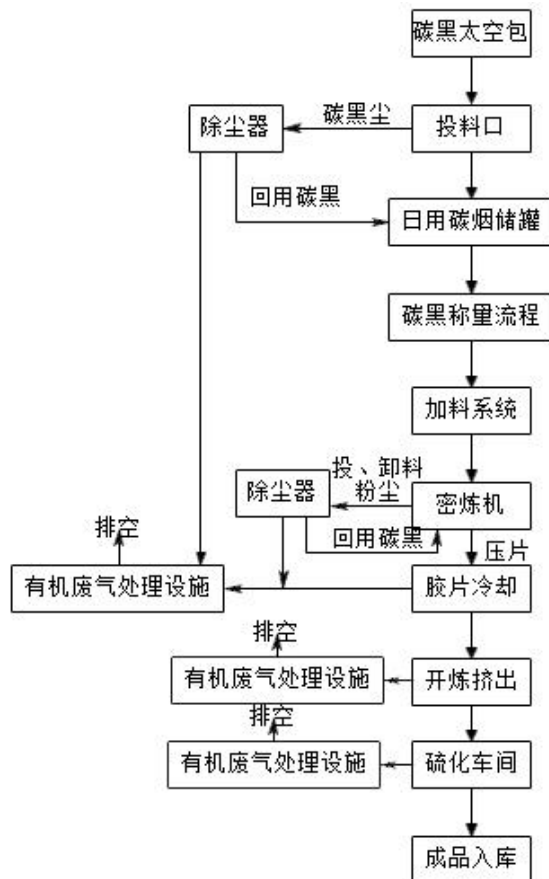 碳黑太空包
碳黑尘
除尘器
投料口
回用碳黑
日用碳烟储罐
碳黑称量流程
加料系统
投、卸料
粉尘
除尘器
密炼机
排空
回用碳黑
压片
有机废气处理设施
胶片冷却
排空
有机废气处理设施
开炼挤出
排空
有机废气处理设施
硫化车间
成品入库